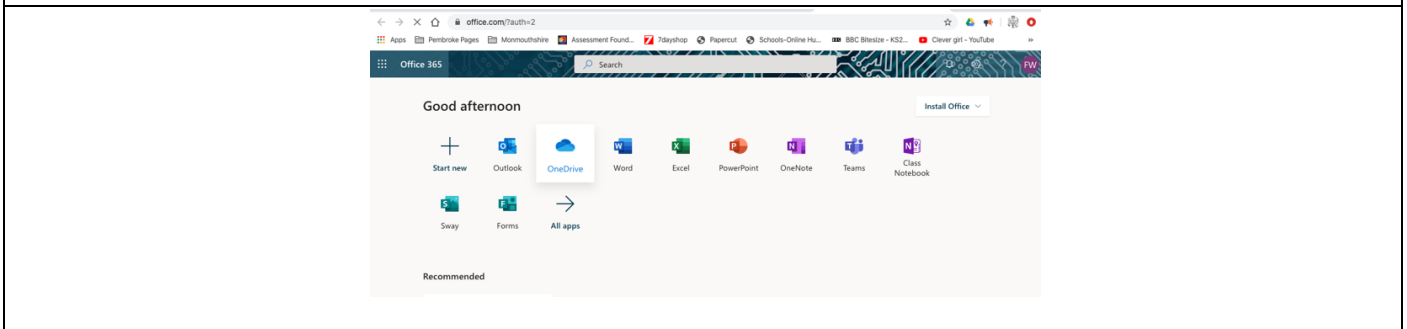 office.com/?auth=2
Apps Pembroke Pages Monmouthshire Assessment Found... 7dayshop Papercut Schools-Online Hu... BBC Bitesize - KS2... Clever girl - YouTube »
Office 365 Search FW
Good afternoon Install Office
Start new Outlook OneDrive Word Excel PowerPoint OneNote Teams Class Notebook
Sway Forms All apps
Recommended